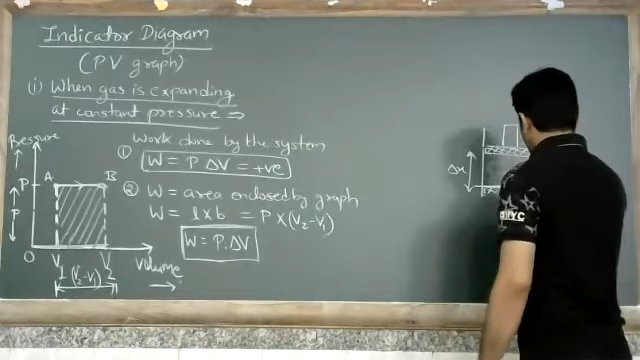 Indicator Diagram
(PV graph)
(i) When gas is expanding
at constant pressure ⇒
Work done by the system
① W = P ΔV = +ve
② W = area enclosed by graph
W = l x b = P x (V2-V1)
W = P.ΔV
Pressure
P
A
B
P
O
V1
V2
Volume
(V2-V1)
Δx
NYC